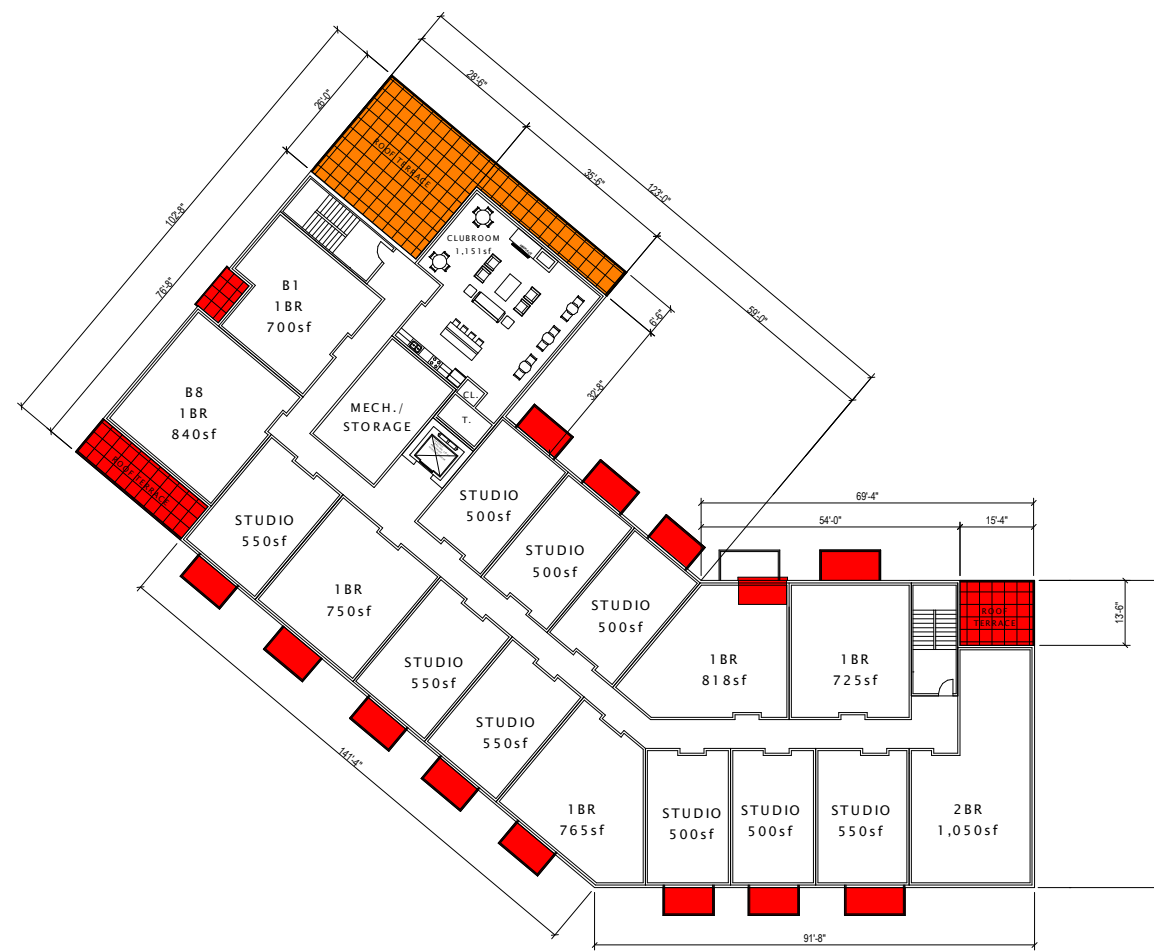 28'-6"
26'-0"
ROOF TERRACE
35'-6"
123'-0"
102'-8"
CLUBROOM
1,151sf
76'-8"
B1
1BR
700sf
6'-6"
59'-0"
32'-8"
B8
1BR
840sf
MECH./
STORAGE
CL.
T.
ROOF TERRACE
STUDIO
500sf
69'-4"
54'-0"
15'-4"
STUDIO
550sf
STUDIO
500sf
1BR
750sf
STUDIO
500sf
ROOF
TERRACE
13'-6"
STUDIO
550sf
1BR
818sf
1BR
725sf
STUDIO
550sf
141'-4"
1BR
765sf
STUDIO
500sf
STUDIO
500sf
STUDIO
550sf
2BR
1,050sf
91'-8"